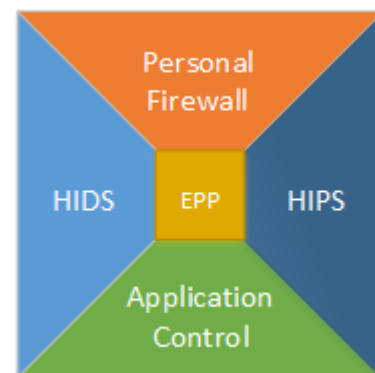 Personal
Firewall
HIDS
EPP
HIPS
Application
Control